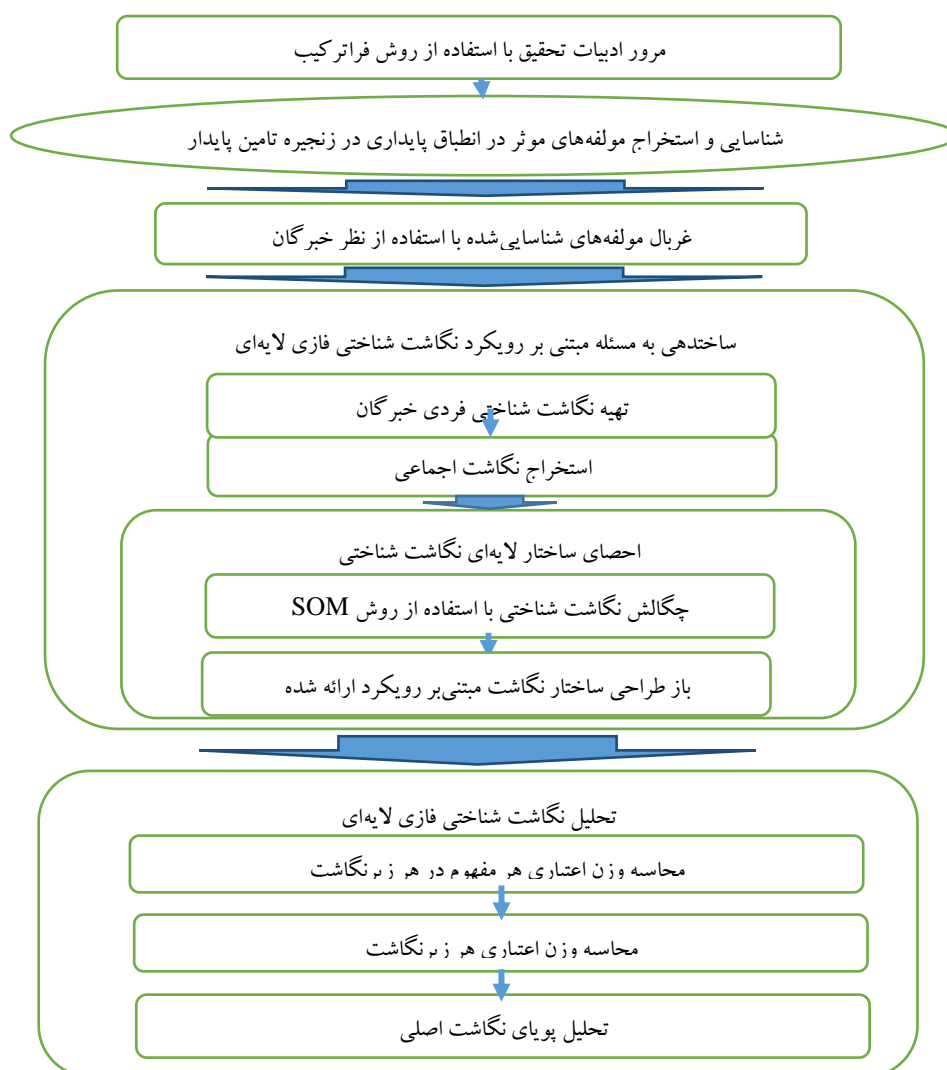 مرور ادبیات تحقیق با استفاده از روش فراترکیب
شناسایی و استخراج مولفه‌های موثر در انطباق پایداری در زنجیره تامین پایدار
غربال مولفه‌های شناسایی‌شده با استفاده از نظر خبرگان
ساختدهی به مسئله مبتنی بر رویکرد نگاشت شناختی فازی لایه‌ای
تهیه نگاشت شناختی فردی خبرگان
استخراج نگاشت اجماعی
احصای ساختار لایه‌ای نگاشت شناختی
چگالش نگاشت شناختی با استفاده از روش SOM
باز طراحی ساختار نگاشت مبتنی‌بر رویکرد ارائه شده
تحلیل نگاشت شناختی فازی لایه‌ای
محاسبه وزن اعتباری هر مفهوم در هر زیرنگاشت
محاسبه وزن اعتباری هر زیرنگاشت
تحلیل پویای نگاشت اصلی